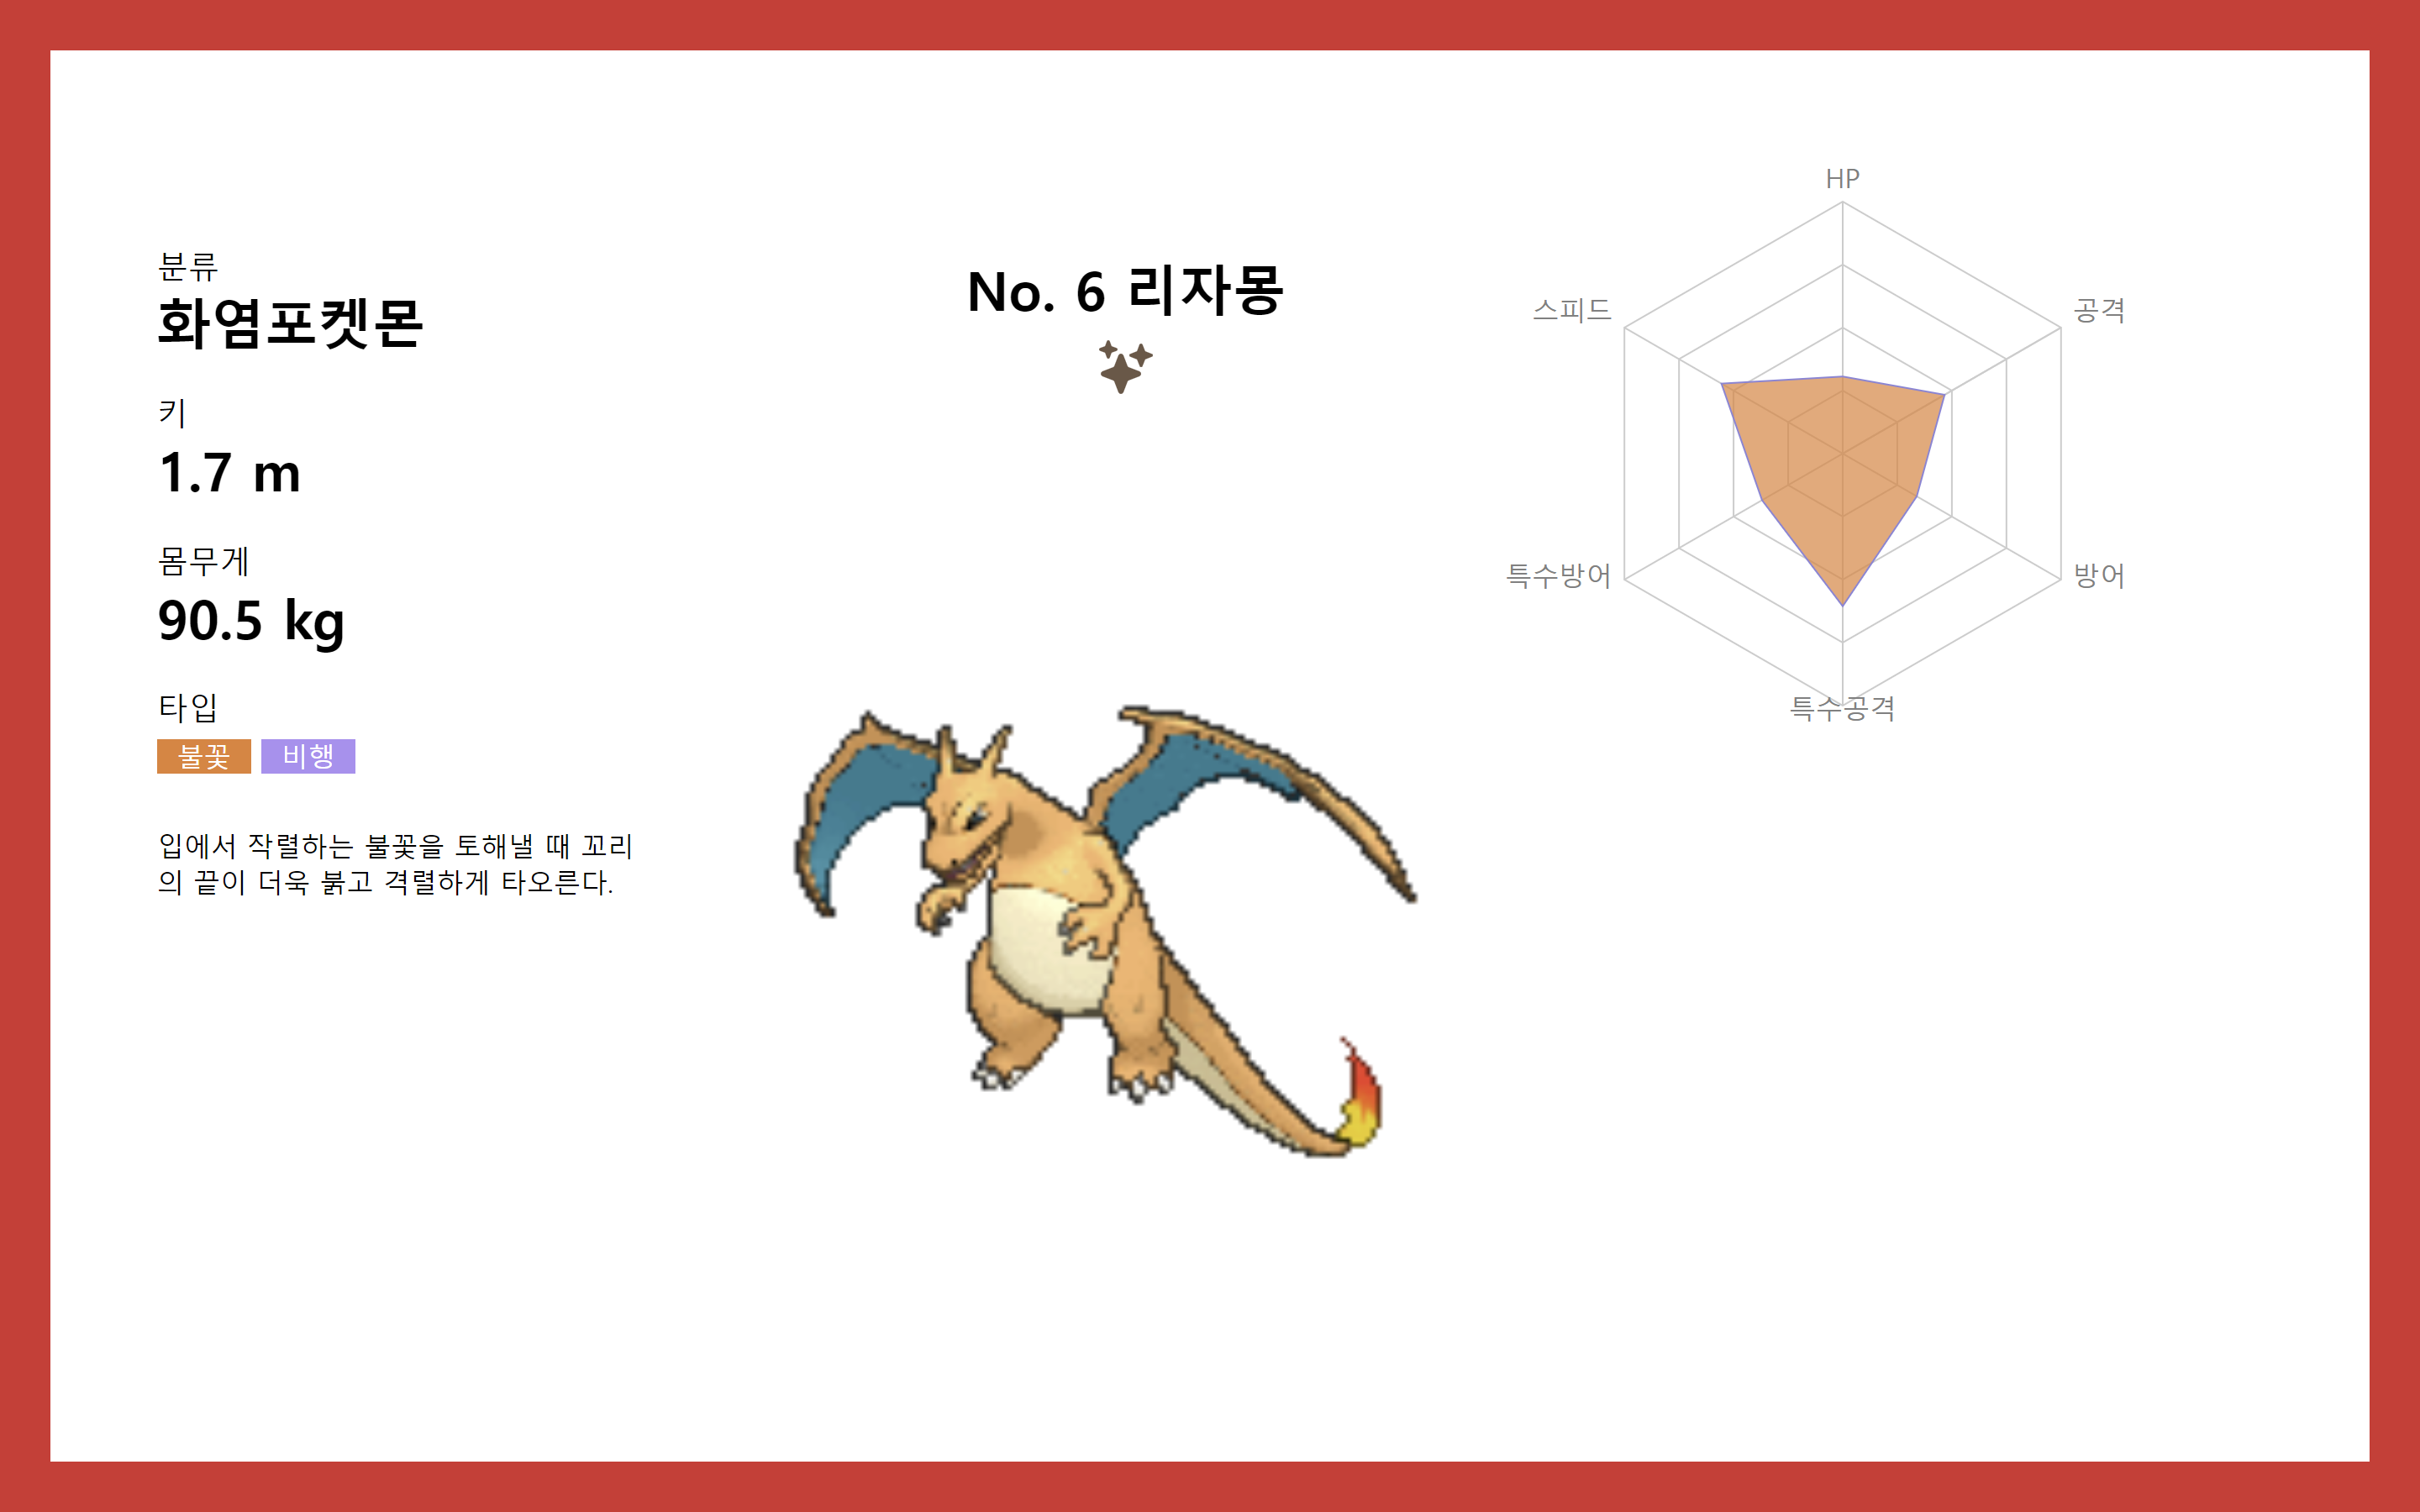 분류
화염포켓몬
키
1.7 m
몸무게
90.5 kg
타입
불꽃 비행
입에서 작렬하는 불꽃을 토해낼 때 꼬리
의 끝이 더욱 붉고 격렬하게 타오른다.
No. 6 리자몽
HP
공격
방어
특수공격
특수방어
스피드